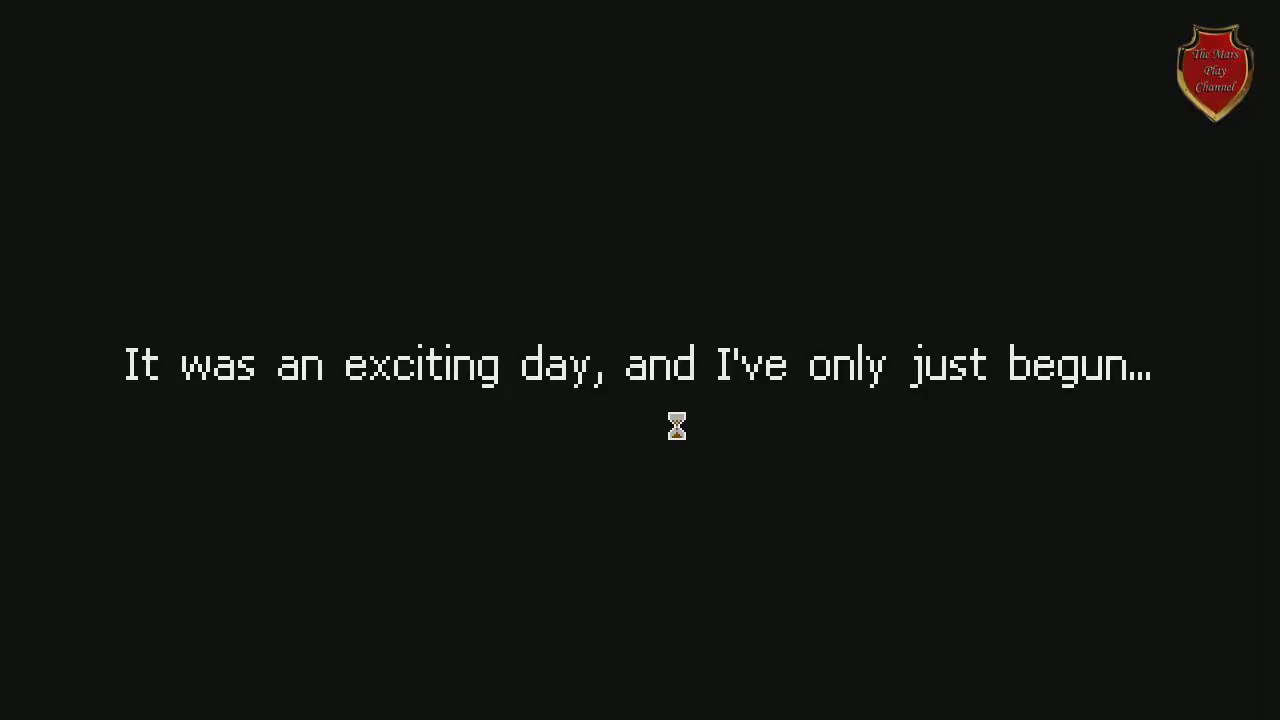 The Mars
Play
Channel
It was an exciting day, and I've only just begun...